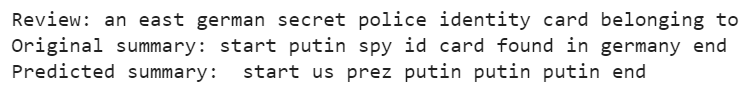 Review: an east german secret police identity card belonging to
Original summary: start putin spy id card found in germany end
Predicted summary:  start us prez putin putin putin end